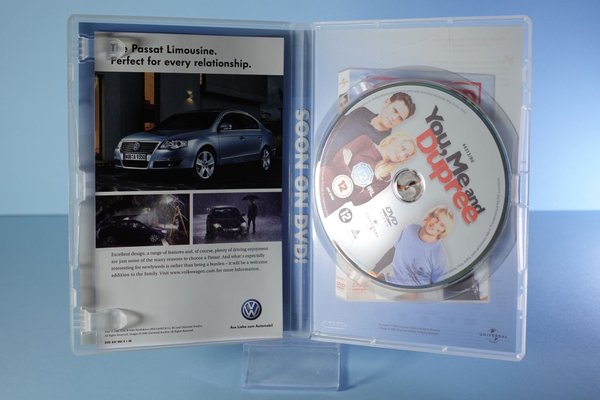 The Passat Limousine.
Perfect for every relationship.
Excellent design, a range of features and, of course, plenty of driving enjoyment
are just some of the many reasons to choose a Passat. And what's especially
interesting for newlyweds is rather than being a burden – it will be a welcome
addition to the family. Visit www.volkswagen.com for more information.
Aus Liebe zum Automobil
SOON ON DVD!
You, Me and
Dupree
12
12
DVD
UNIVERSAL